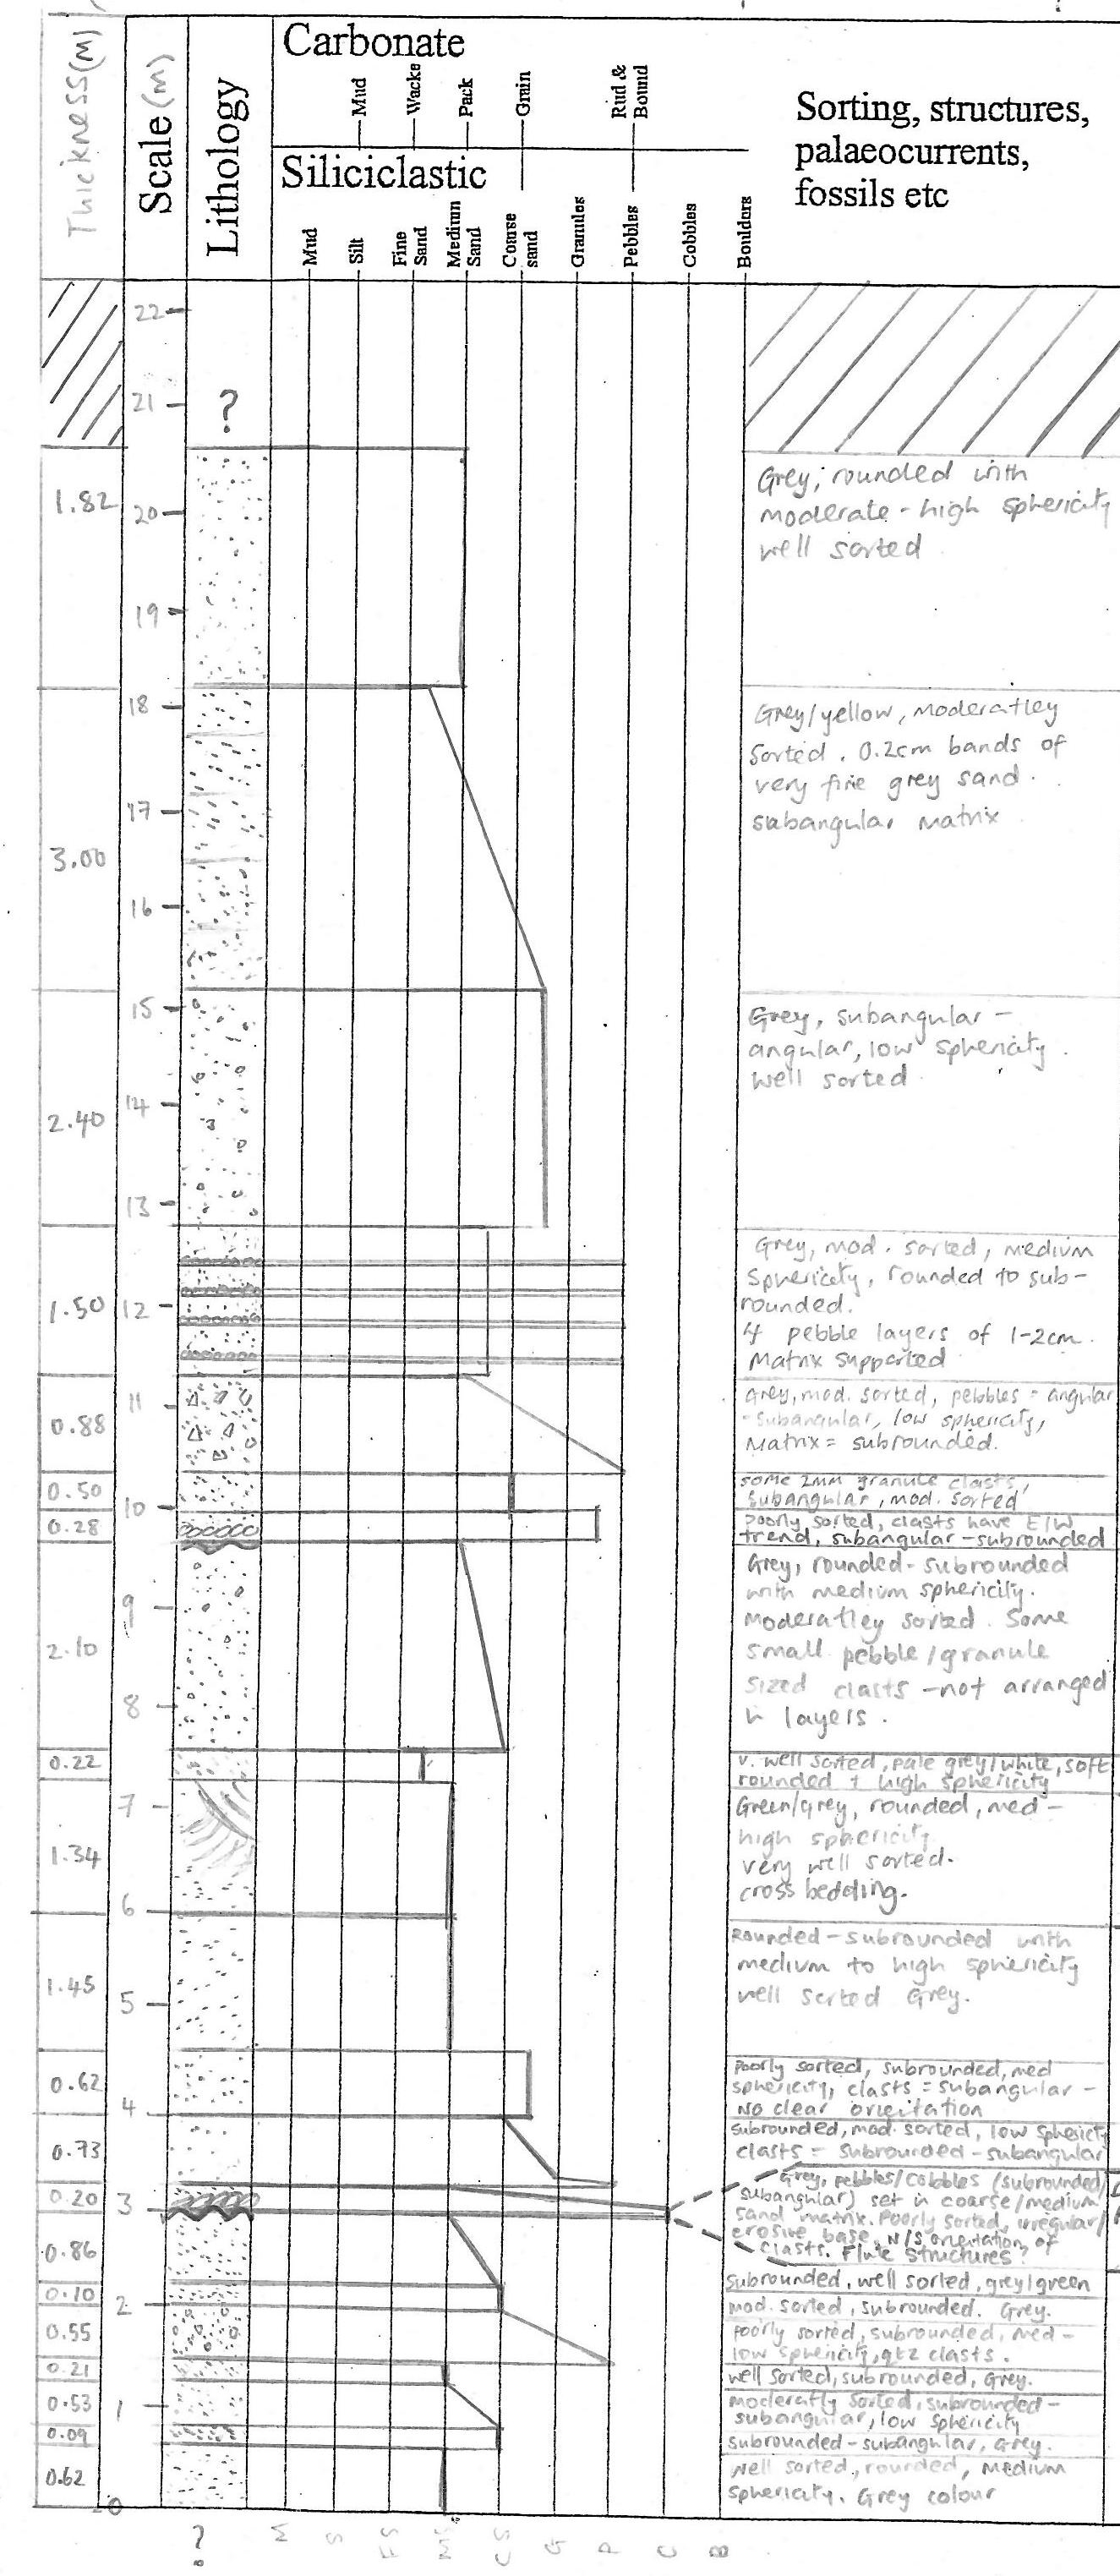 Thickness(M)
Scale (m)
Lithology
Carbonate
Mud
Wacke
Pack
Grain
Rud &
Bound
Siliciclastic
Mud
Silt
Fine
Sand
Medium
Sand
Coarse
sand
Granules
Pebbles
Cobbles
Boulders
Sorting, structures,
palaeocurrents,
fossils etc
22
21
?
1.82
20
19
Grey; rounded with
moderate - high sphericity
well sorted
18
17
3.00
16
Grey/yellow, moderatley
sorted. 0.2cm bands of
very fine grey sand.
subangular matrix
15
14
2.40
13
Grey, subangular -
angular, low sphericity.
well sorted
1.50
12
Grey, mod. sorted, medium
sphericity, rounded to sub-
rounded.
4 pebble layers of 1-2cm.
Matrix supported
11
0.88
Grey, mod. sorted, pebbles = angular
-subangular, low sphericity,
Matrix = subrounded.
0.50
10
some 2mm granule clasts,
subangular, mod. sorted
0.28
poorly sorted, clasts have E/W
trend, subangular-subrounded
9
2.10
8
Grey, rounded-subrounded
with medium sphericity.
Moderatley sorted. Some
small pebble/granule
sized clasts -not arranged
in layers.
0.22
v. well sorted, pale grey/white, soft
rounded + high sphericity
7
1.34
6
Green/grey, rounded, med-
high sphericity
very well sorted.
cross bedding.
1.45
5
Rounded-subrounded with
medium to high sphericity
well sorted Grey.
0.62
4
poorly sorted, subrounded, med
sphericity, clasts = subangular -
No clear orientation
0.73
subrounded, mod. sorted, low sphericity
clasts = subrounded-subangular
0.20
3
Grey, pebbles/cobbles (subrounded/
subangular) set in coarse/medium
sand matrix. Poorly sorted, irregular/
erosive base, N/S orientation of
clasts. Flute structures?
0.86
subrounded, well sorted, grey/green
0.10
2
mod. sorted, subrounded. Grey.
0.55
poorly sorted, subrounded, med-
low sphericity, qtz clasts.
0.21
well sorted, subrounded, Grey.
0.53
1
moderatly sorted, subrounded-
subangular, low sphericity
0.09
subrounded-subangular, Grey.
0.62
well sorted, rounded, medium
sphericity. Grey colour
0
? M S FS MS CS G P C B